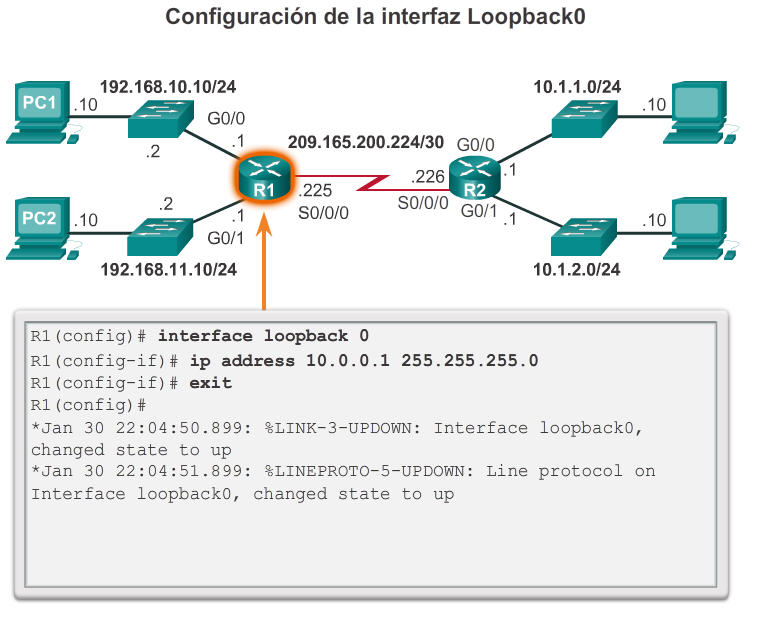 Configuración de la interfaz Loopback0
192.168.10.10/24
10.1.1.0/24
PC1
.10
G0/0
.10
.2
.1
209.165.200.224/30
G0/0
R1
.225
S0/0/0
.226
S0/0/0
R2
.1
G0/1
.1
PC2
.10
.2
.1
G0/1
.10
192.168.11.10/24
10.1.2.0/24
R1(config)# interface loopback 0
R1(config-if)# ip address 10.0.0.1 255.255.255.0
R1(config-if)# exit
R1(config)#
*Jan 30 22:04:50.899: %LINK-3-UPDOWN: Interface loopback0,
changed state to up
*Jan 30 22:04:51.899: %LINEPROTO-5-UPDOWN: Line protocol on
Interface loopback0, changed state to up